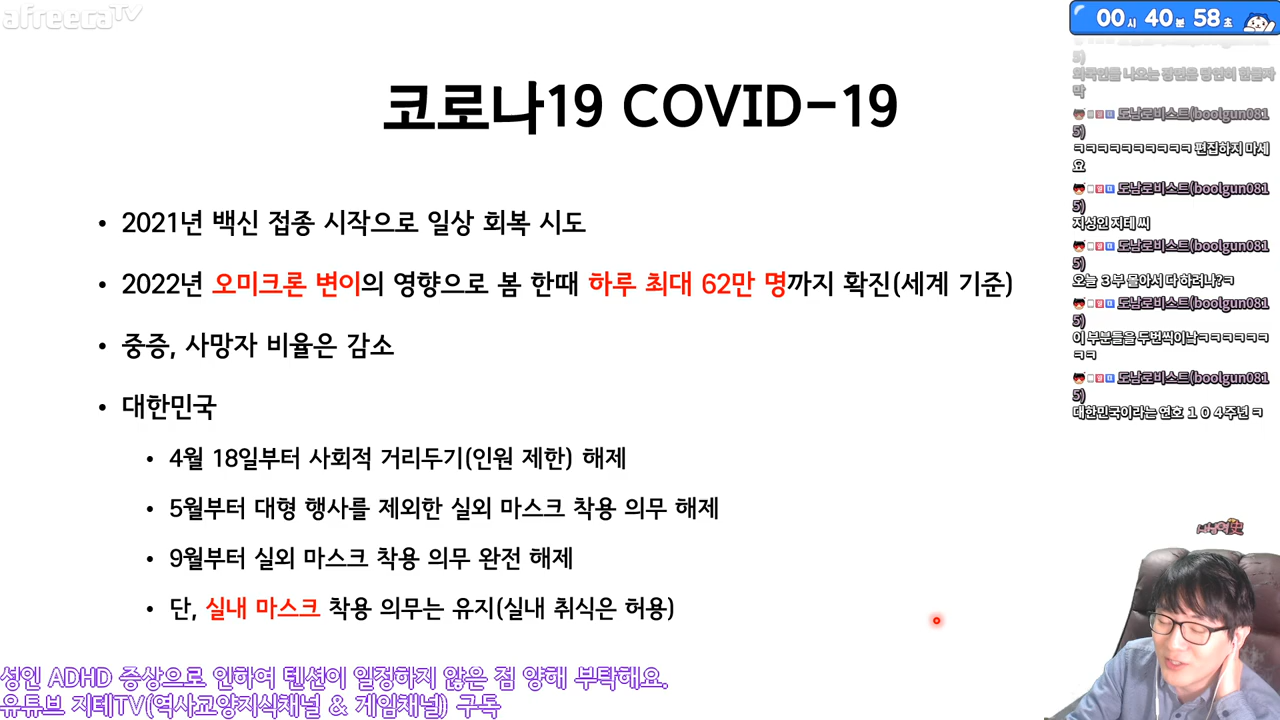 afreecaTV
00시 40분 58초
코로나19 COVID-19
• 2021년 백신 접종 시작으로 일상 회복 시도
• 2022년 오미크론 변이의 영향으로 봄 한때 하루 최대 62만 명까지 확진(세계 기준)
• 중증, 사망자 비율은 감소
• 대한민국
• 4월 18일부터 사회적 거리두기(인원 제한) 해제
• 5월부터 대형 행사를 제외한 실외 마스크 착용 의무 해제
• 9월부터 실외 마스크 착용 의무 완전 해제
• 단, 실내 마스크 착용 의무는 유지(실내 취식은 허용)
5)
외국인들 나오는 장면은 당연히 한글자
막
도남로비스트(boolgun081
5)
ㅋㅋㅋㅋㅋㅋㅋㅋㅋㅋ 편집하지 마세
요
도남로비스트(boolgun081
5)
지성인 지테 씨
도남로비스트(boolgun081
5)
오늘 3부 몰아서 다 하려나?ㅋ
도남로비스트(boolgun081
5)
이 부분들을 두번씩이낰ㅋㅋㅋㅋㅋㅋ
ㅋㅋ
도남로비스트(boolgun081
5)
대한민국이라는 연호 1 0 4주년 ㅋ
성인 ADHD 증상으로 인하여 텐션이 일정하지 않은 점 양해 부탁해요.
유튜브 지테TV(역사교양지식채널 & 게임채널) 구독